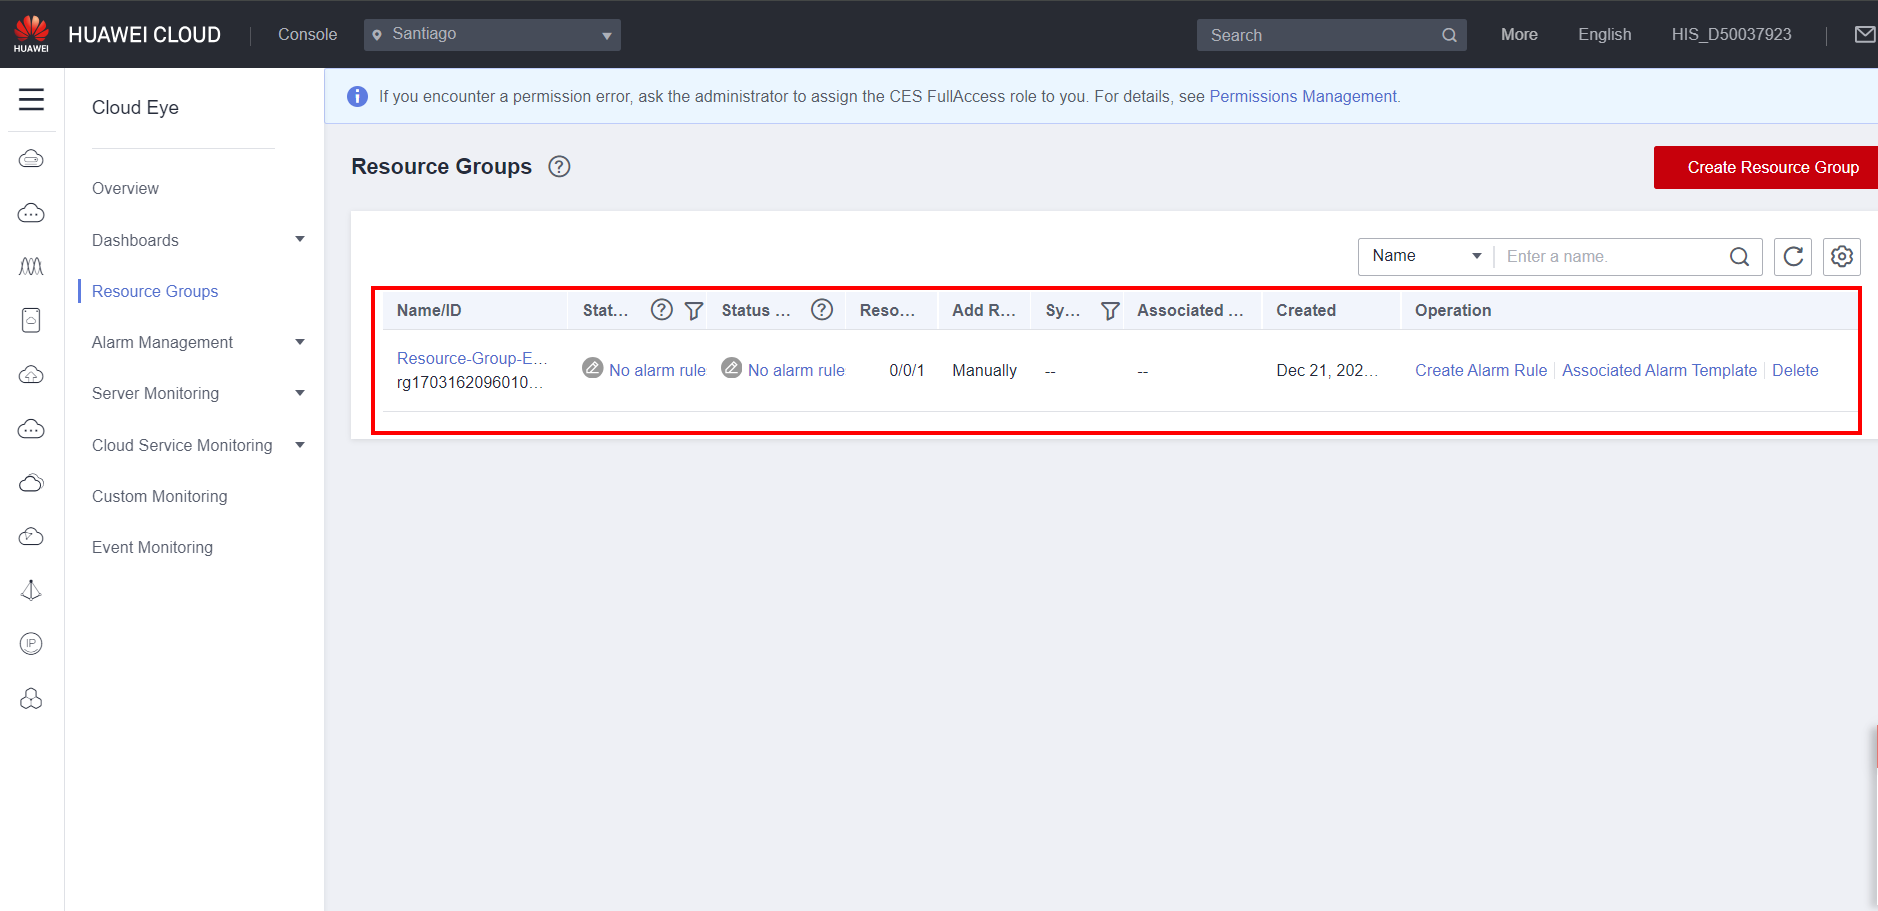 HUAWEI
HUAWEI CLOUD
Console
Santiago
Search
More
English
HIS_D50037923
Cloud Eye
Overview
Dashboards
Resource Groups
Alarm Management
Server Monitoring
Cloud Service Monitoring
Custom Monitoring
Event Monitoring
IP
If you encounter a permission error, ask the administrator to assign the CES FullAccess role to you. For details, see Permissions Management.
Resource Groups
Create Resource Group
Name
Enter a name.
Name/ID Stat... Status ... Reso... Add R... Sy... Associated ... Created Operation
Resource-Group-E...
rg1703162096010...
No alarm rule No alarm rule 0/0/1 Manually -- -- Dec 21, 202... Create Alarm Rule Associated Alarm Template Delete